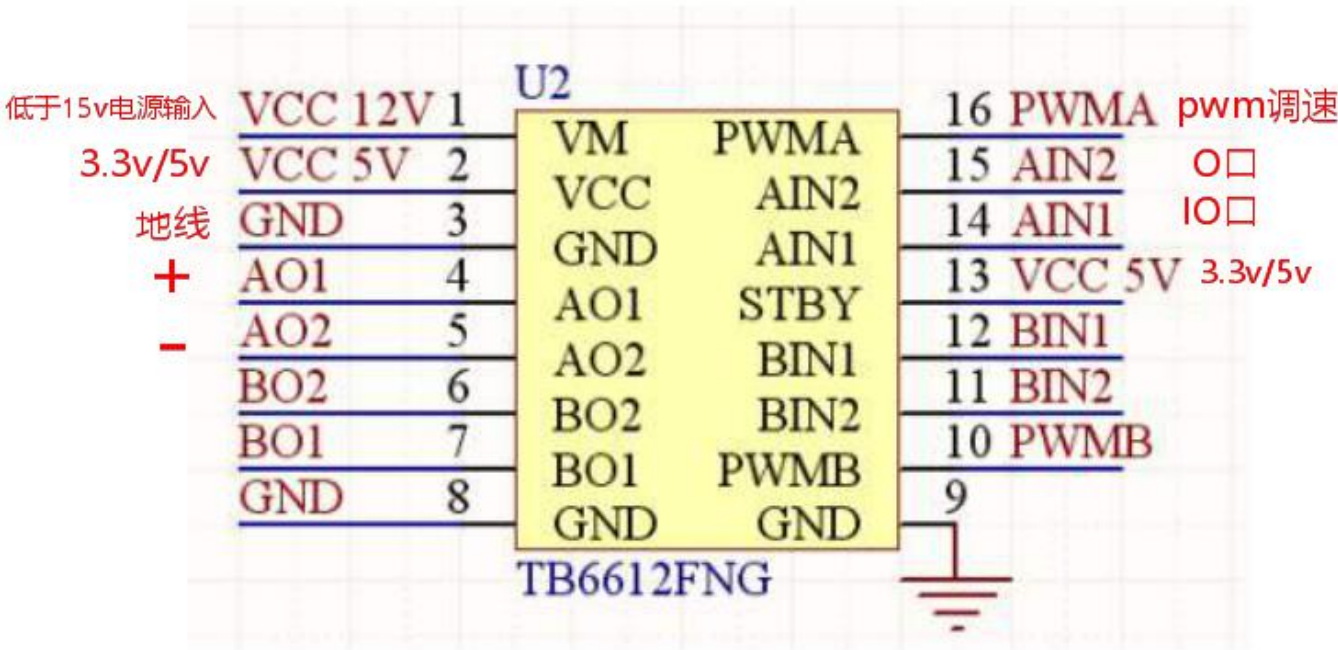 U2
低于15v电源输入 VCC 12V 1 VM PWMA 16 PWMA pwm调速
3.3v/5v VCC 5V 2 VCC AIN2 15 AIN2 O口
地线 GND 3 GND AIN1 14 AIN1 IO口
+ AO1 4 AO1 STBY 13 VCC 5V 3.3v/5v
- AO2 5 AO2 BIN1 12 BIN1
BO2 6 BO2 BIN2 11 BIN2
BO1 7 BO1 PWMB 10 PWMB
GND 8 GND GND 9
TB6612FNG